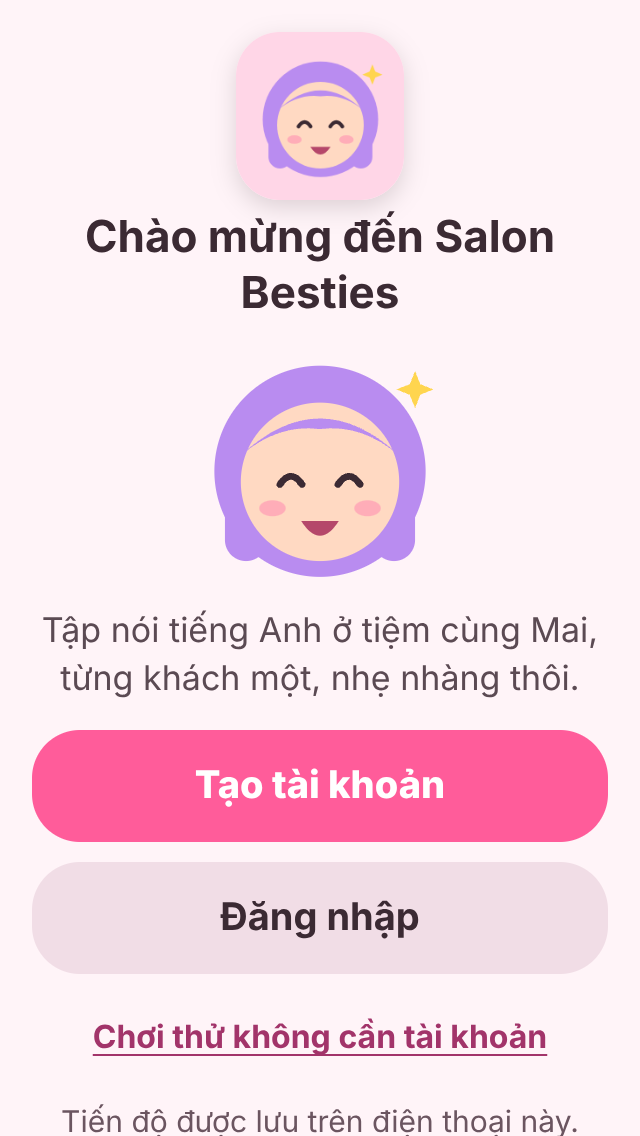 Chào mừng đến Salon
Besties
Tập nói tiếng Anh ở tiệm cùng Mai,
từng khách một, nhẹ nhàng thôi.
Tạo tài khoản
Đăng nhập
Chơi thử không cần tài khoản
Tiến độ được lưu trên điện thoại này.